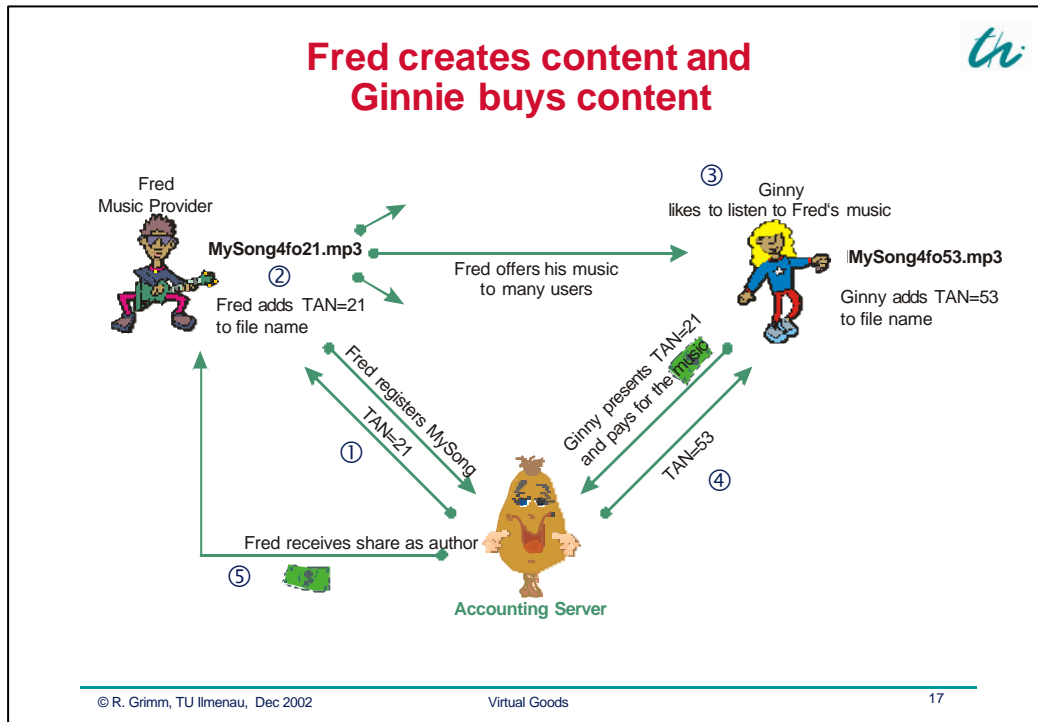 Fred creates content and
Ginnie buys content
th
Fred
Music Provider
MySong4fo21.mp3
②
Fred adds TAN=21
to file name
Fred offers his music
to many users
③
Ginny
likes to listen to Fred‘s music
MySong4fo53.mp3
Ginny adds TAN=53
to file name
Fred registers MySong
TAN=21
①
Ginny presents TAN=21
and pays for the music
TAN=53
④
Fred receives share as author
⑤
$
Accounting Server
© R. Grimm, TU Ilmenau, Dec 2002
Virtual Goods
17